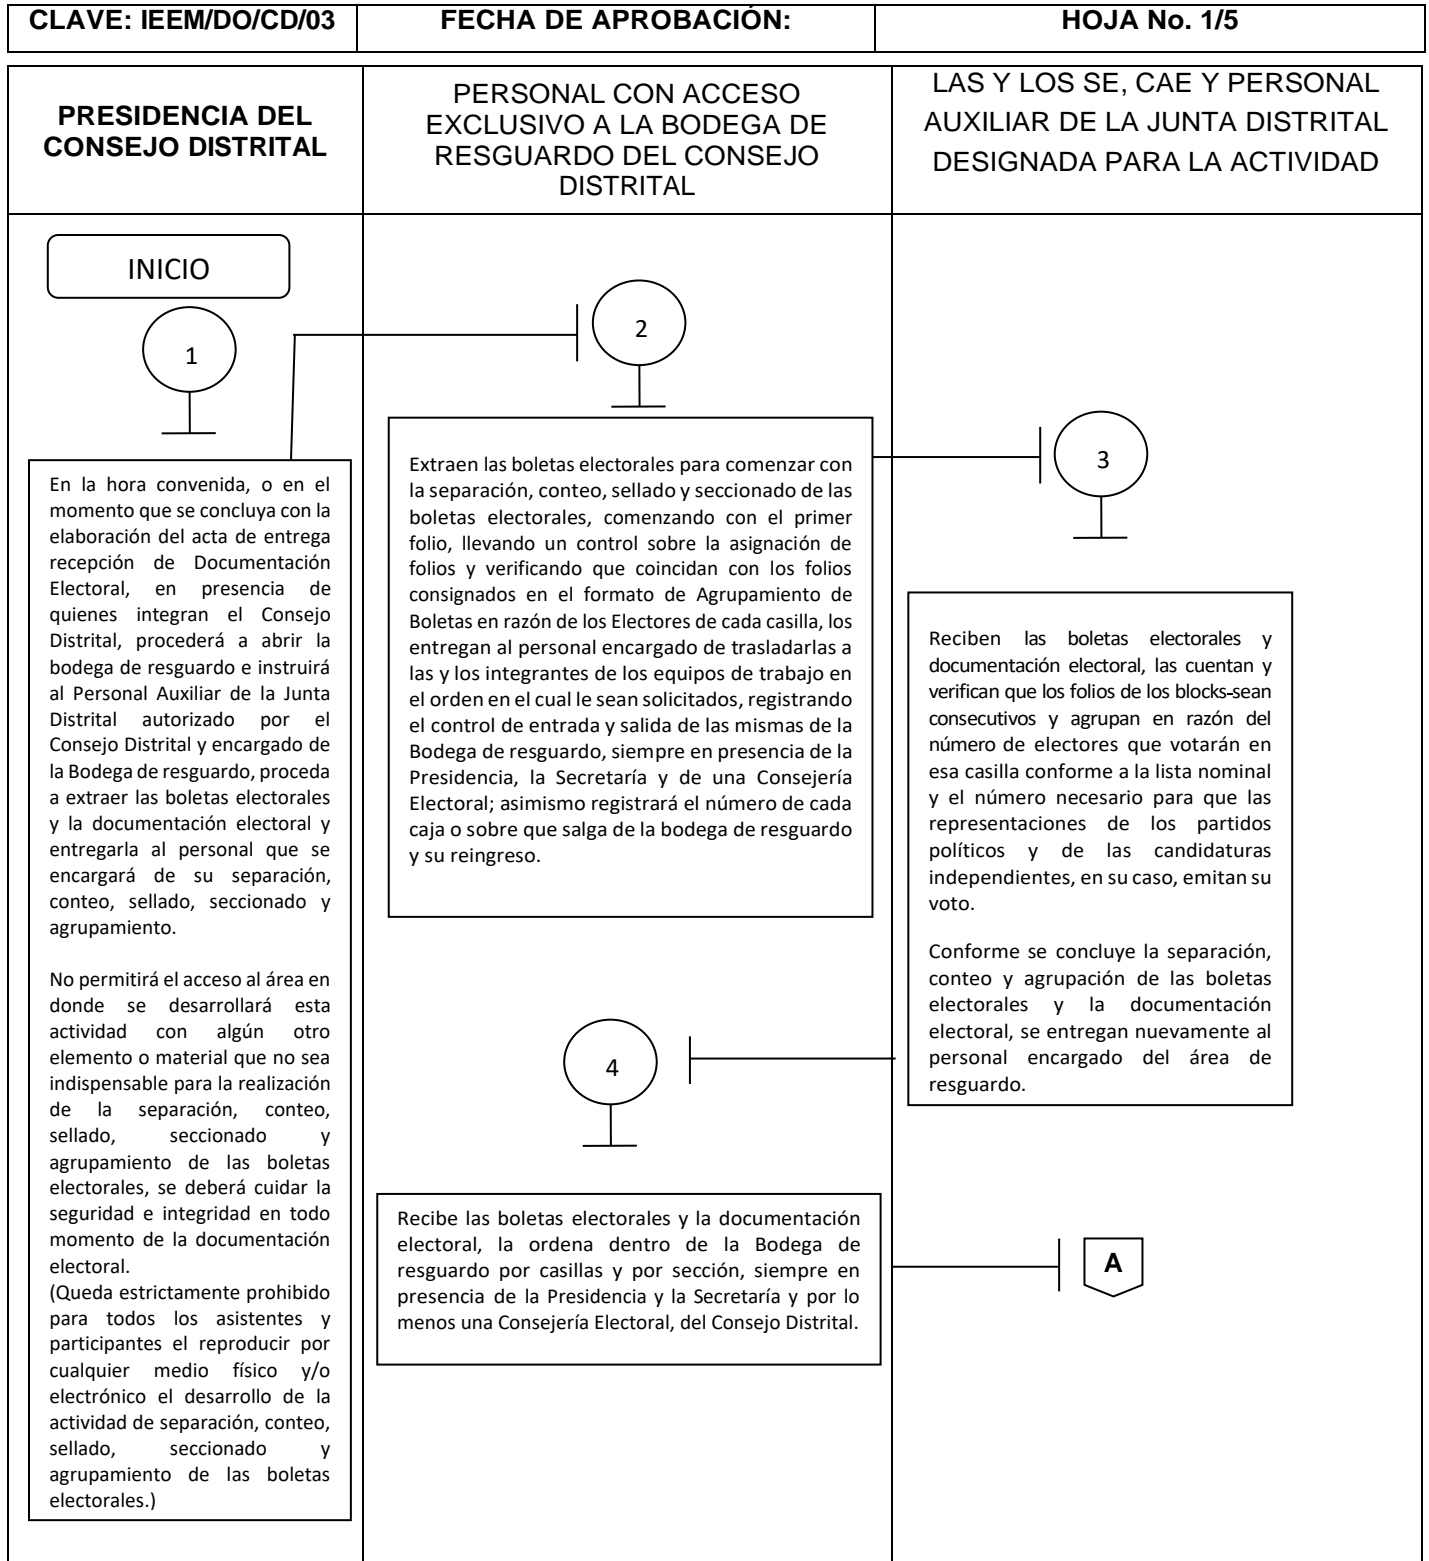 CLAVE: IEEM/DO/CD/03
FECHA DE APROBACIÓN:
HOJA No. 1/5
PRESIDENCIA DEL
CONSEJO DISTRITAL
PERSONAL CON ACCESO
EXCLUSIVO A LA BODEGA DE
RESGUARDO DEL CONSEJO
DISTRITAL
LAS Y LOS SE, CAE Y PERSONAL
AUXILIAR DE LA JUNTA DISTRITAL
DESIGNADA PARA LA ACTIVIDAD
INICIO
1
En la hora convenida, o en el
momento que se concluya con la
elaboración del acta de entrega
recepción de Documentación
Electoral, en presencia de
quienes integran el Consejo
Distrital, procederá a abrir la
bodega de resguardo e instruirá
al Personal Auxiliar de la Junta
Distrital autorizado por el
Consejo Distrital y encargado de
la Bodega de resguardo, proceda
a extraer las boletas electorales
y la documentación electoral y
entregarla al personal que se
encargará de su separación,
conteo, sellado, seccionado y
agrupamiento.
No permitirá el acceso al área en
donde se desarrollará esta
actividad con algún otro
elemento o material que no sea
indispensable para la realización
de la separación, conteo,
sellado, seccionado y
agrupamiento de las boletas
electorales, se deberá cuidar la
seguridad e integridad en todo
momento de la documentación
electoral.
(Queda estrictamente prohibido
para todos los asistentes y
participantes el reproducir por
cualquier medio físico y/o
electrónico el desarrollo de la
actividad de separación, conteo,
sellado, seccionado y
agrupamiento de las boletas
electorales.)
2
Extraen las boletas electorales para comenzar con
la separación, conteo, sellado y seccionado de las
boletas electorales, comenzando con el primer
folio, llevando un control sobre la asignación de
folios y verificando que coincidan con los folios
consignados en el formato de Agrupamiento de
Boletas en razón de los Electores de cada casilla, los
entregan al personal encargado de trasladarlas a
las y los integrantes de los equipos de trabajo en
el orden en el cual le sean solicitados, registrando
el control de entrada y salida de las mismas de la
Bodega de resguardo, siempre en presencia de la
Presidencia, la Secretaría y de una Consejería
Electoral; asimismo registrará el número de cada
caja o sobre que salga de la bodega de resguardo
y su reingreso.
3
Reciben las boletas electorales y
documentación electoral, las cuentan y
verifican que los folios de los blocks-sean
consecutivos y agrupan en razón del
número de electores que votarán en
esa casilla conforme a la lista nominal
y el número necesario para que las
representaciones de los partidos
políticos y de las candidaturas
independientes, en su caso, emitan su
voto.
Conforme se concluye la separación,
conteo y agrupación de las boletas
electorales y la documentación
electoral, se entregan nuevamente al
personal encargado del área de
resguardo.
4
Recibe las boletas electorales y la documentación
electoral, la ordena dentro de la Bodega de
resguardo por casillas y por sección, siempre en
presencia de la Presidencia y la Secretaría y por lo
menos una Consejería Electoral, del Consejo Distrital.
A